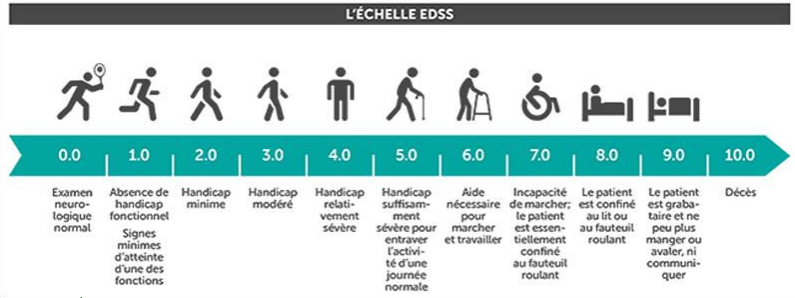 L'ÉCHELLE EDSS
0.0 1.0 2.0 3.0 4.0 5.0 6.0 7.0 8.0 9.0 10.0
Examen
neuro-
logique
normal
Absence de
handicap
fonctionnel
Signes
minimes
d'atteinte
d'une des
fonctions
Handicap
minime
Handicap
modéré
Handicap
relati-
vement
sévère
Handicap
suffisam-
ment
sévère pour
entraver
l'activi-
té d'une
journée
normale
Aide
nécessaire
pour
marcher
et travailler
Incapacité
de marcher;
le patient
est essen-
tiellement
confiné
au fauteuil
roulant
Le patient
est confiné
au lit ou
au fauteuil
roulant
Le patient
est graba-
taire et ne
peu plus
manger ou
avaler, ni
communi-
quer
Décès